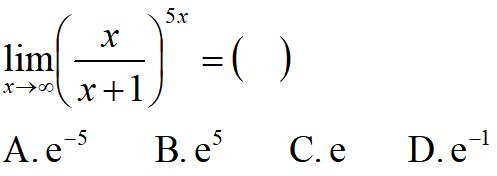 lim_{x→∞} (x/(x+1))^{5x} = (  )
A. e^{-5} B. e^{5} C. e D. e^{-1}